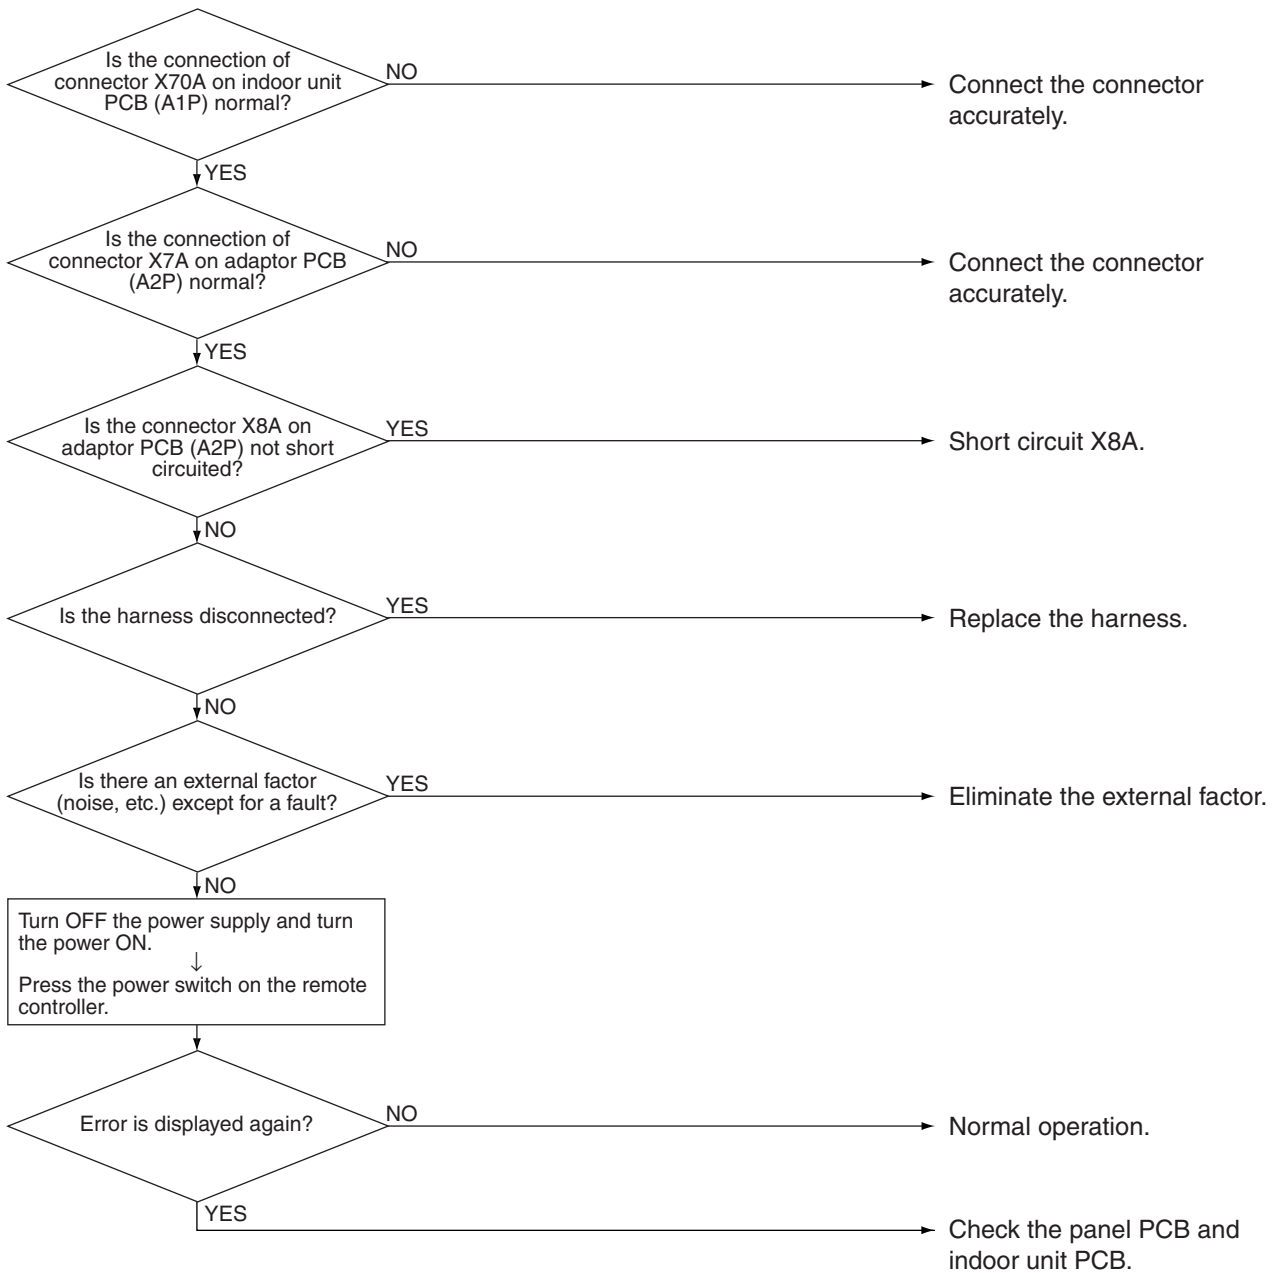 Is the connection of
connector X70A on indoor unit
PCB (A1P) normal?
NO
Connect the connector
accurately.
YES
Is the connection of
connector X7A on adaptor PCB
(A2P) normal?
NO
Connect the connector
accurately.
YES
Is the connector X8A on
adaptor PCB (A2P) not short
circuited?
YES
Short circuit X8A.
NO
Is the harness disconnected?
YES
Replace the harness.
NO
Is there an external factor
(noise, etc.) except for a fault?
YES
Eliminate the external factor.
NO
Turn OFF the power supply and turn
the power ON.
↓
Press the power switch on the remote
controller.
Error is displayed again?
NO
Normal operation.
YES
Check the panel PCB and
indoor unit PCB.